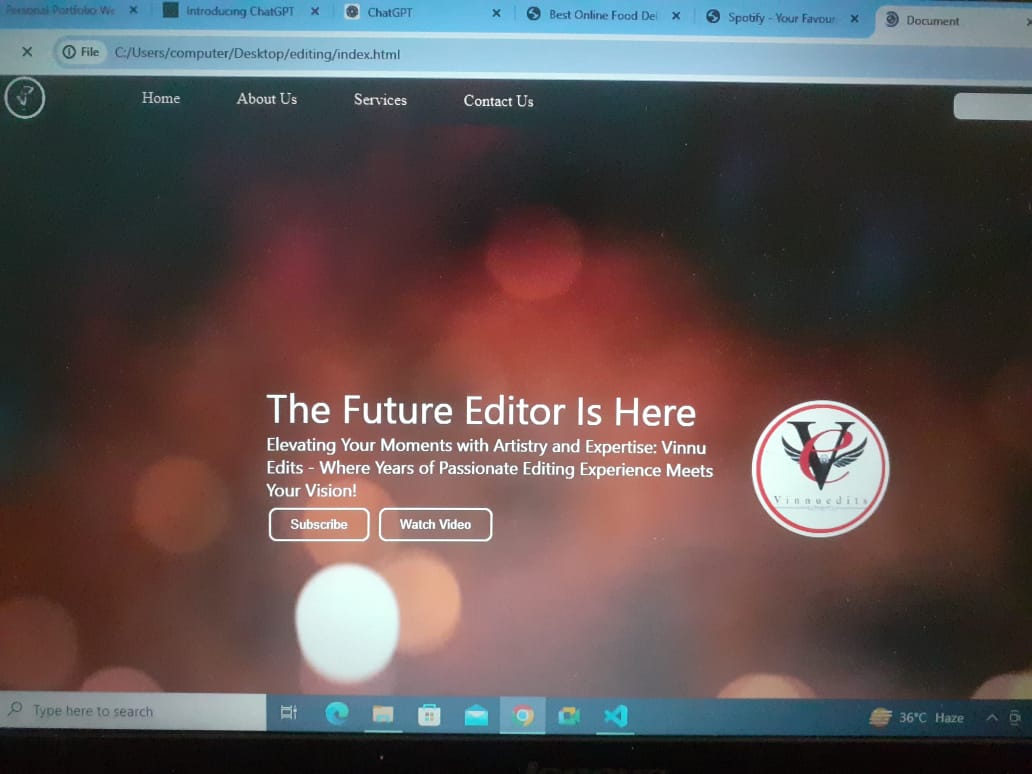 Personal Portfolio We
Introducing ChatGPT
ChatGPT
Best Online Food Del
Spotify - Your Favour
Document
File
C:/Users/computer/Desktop/editing/index.html
Home
About Us
Services
Contact Us
The Future Editor Is Here
Elevating Your Moments with Artistry and Expertise: Vinnu
Edits - Where Years of Passionate Editing Experience Meets
Your Vision!
Subscribe
Watch Video
Vinnuedits
Type here to search
36°C Haze